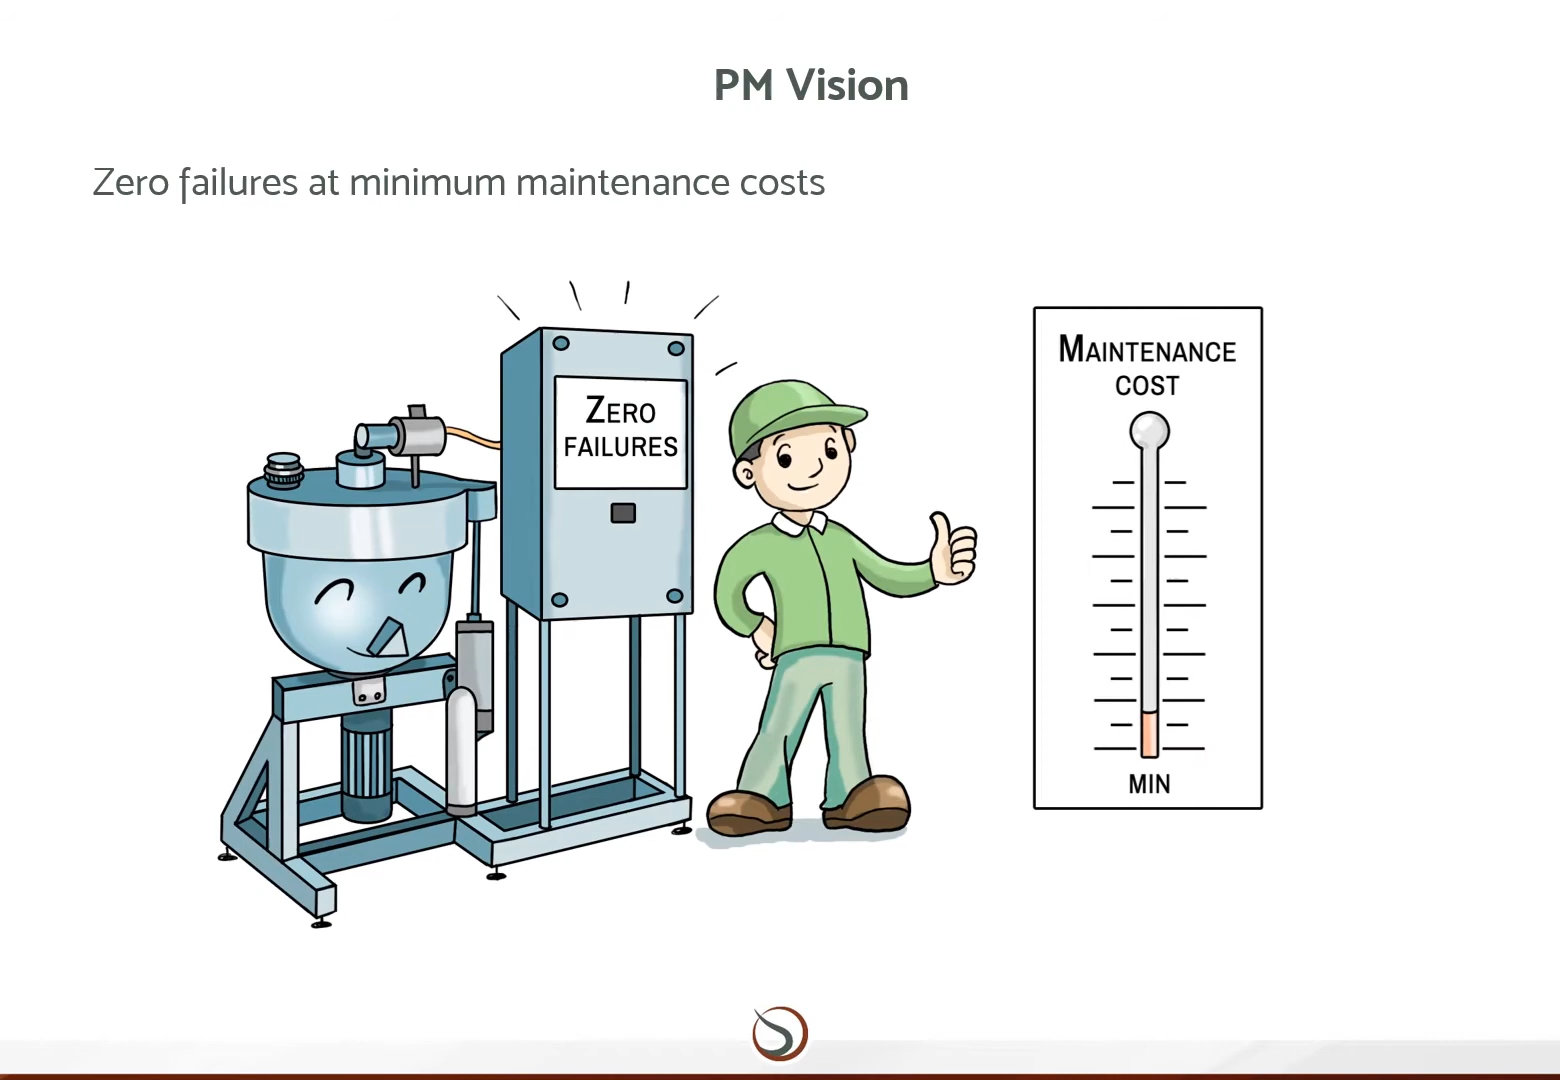 PM Vision
Zero failures at minimum maintenance costs
ZERO
FAILURES
MAINTENANCE
COST
MIN